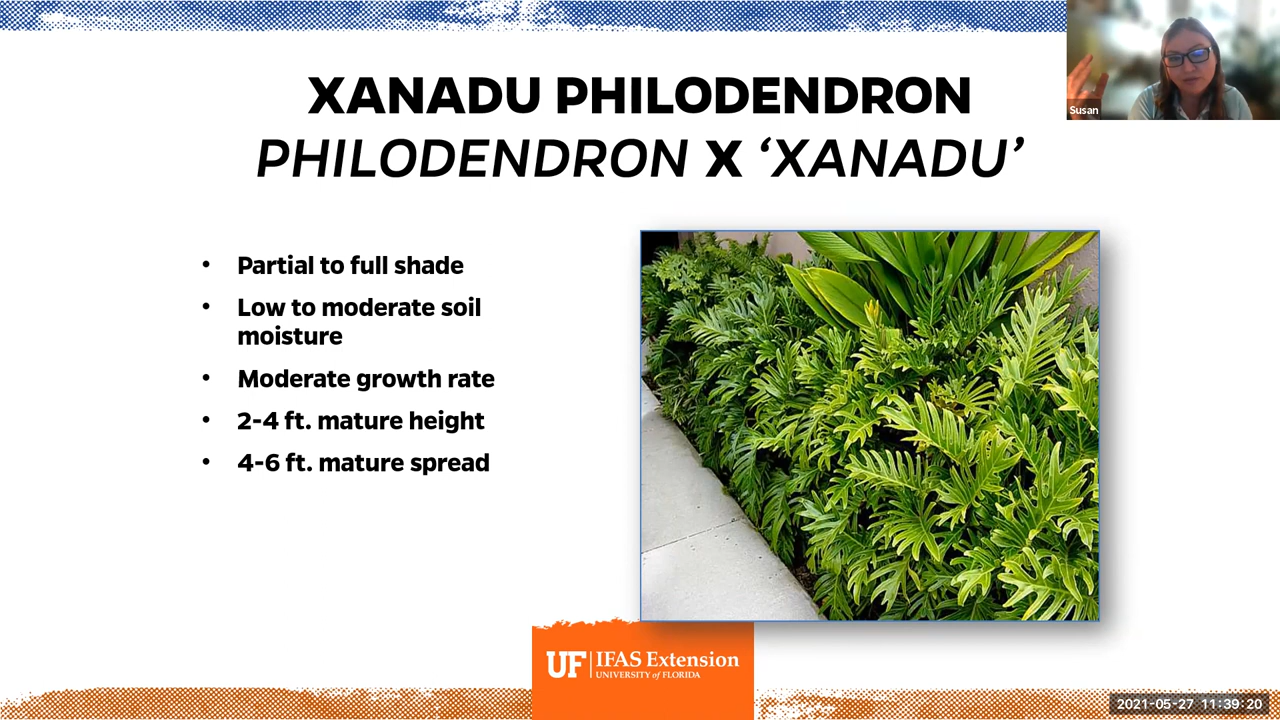 XANADU PHILODENDRON
PHILODENDRON X ‘XANADU’
Susan
• Partial to full shade
• Low to moderate soil
moisture
• Moderate growth rate
• 2-4 ft. mature height
• 4-6 ft. mature spread
UF | IFAS Extension
UNIVERSITY of FLORIDA
2021-05-27 11:39:20